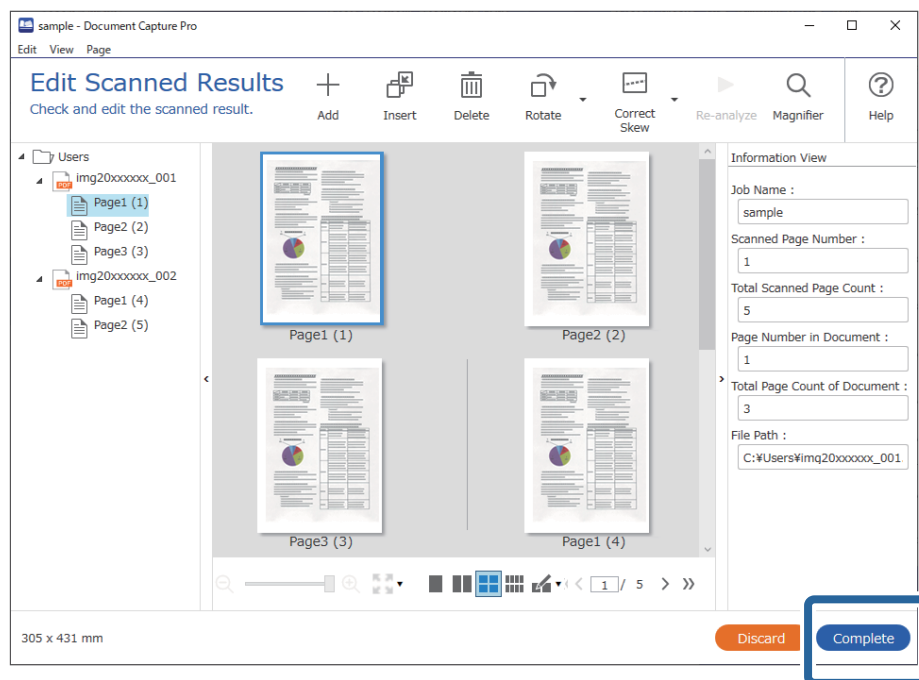 sample - Document Capture Pro
Edit View Page
Edit Scanned Results
Check and edit the scanned result.
Add
Insert
Delete
Rotate
Correct
Skew
Re-analyze
Magnifier
Help
Users
img20xxxxxx_001
Page1 (1)
Page2 (2)
Page3 (3)
img20xxxxxx_002
Page1 (4)
Page2 (5)
Page1 (1)
Page2 (2)
Page3 (3)
Page1 (4)
Information View
Job Name :
sample
Scanned Page Number :
1
Total Scanned Page Count :
5
Page Number in Document :
1
Total Page Count of Document :
3
File Path :
C:¥Users¥img20xxxxxx_001
1 / 5
305 x 431 mm
Discard
Complete